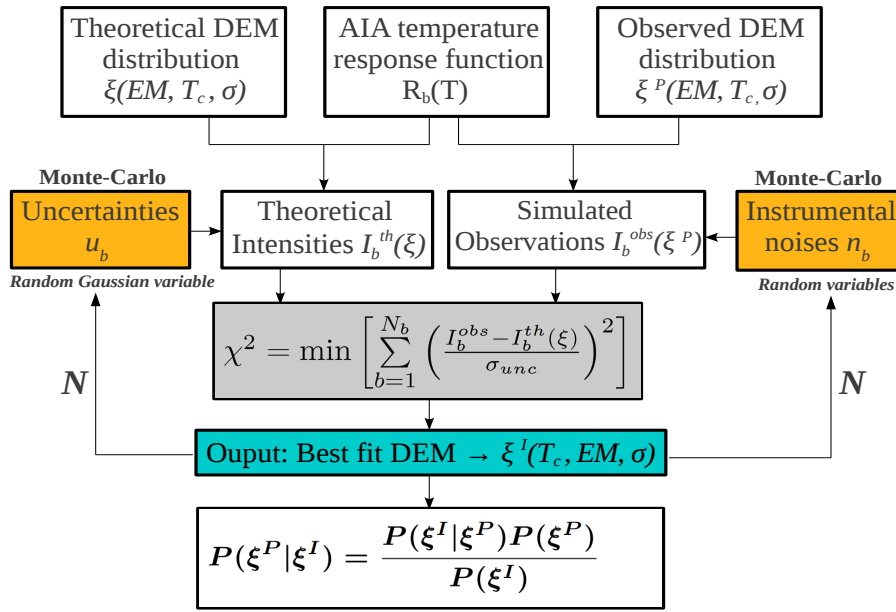 Theoretical DEM
distribution
ξ(EM, T_c, σ)
AIA temperature
response function
R_b(T)
Observed DEM
distribution
ξ^P(EM, T_c, σ)
Monte-Carlo
Uncertainties
u_b
Random Gaussian variable
Theoretical
Intensities I_b^th(ξ)
Simulated
Observations I_b^obs(ξ^P)
Monte-Carlo
Instrumental
noises n_b
Random variables
χ² = min [ ∑_{b=1}^{N_b} ( (I_b^obs − I_b^th(ξ)) / σ_unc )² ]
N
N
Ouput: Best fit DEM → ξ^I(T_c, EM, σ)
P(ξ^P|ξ^I) = P(ξ^I|ξ^P)P(ξ^P) / P(ξ^I)